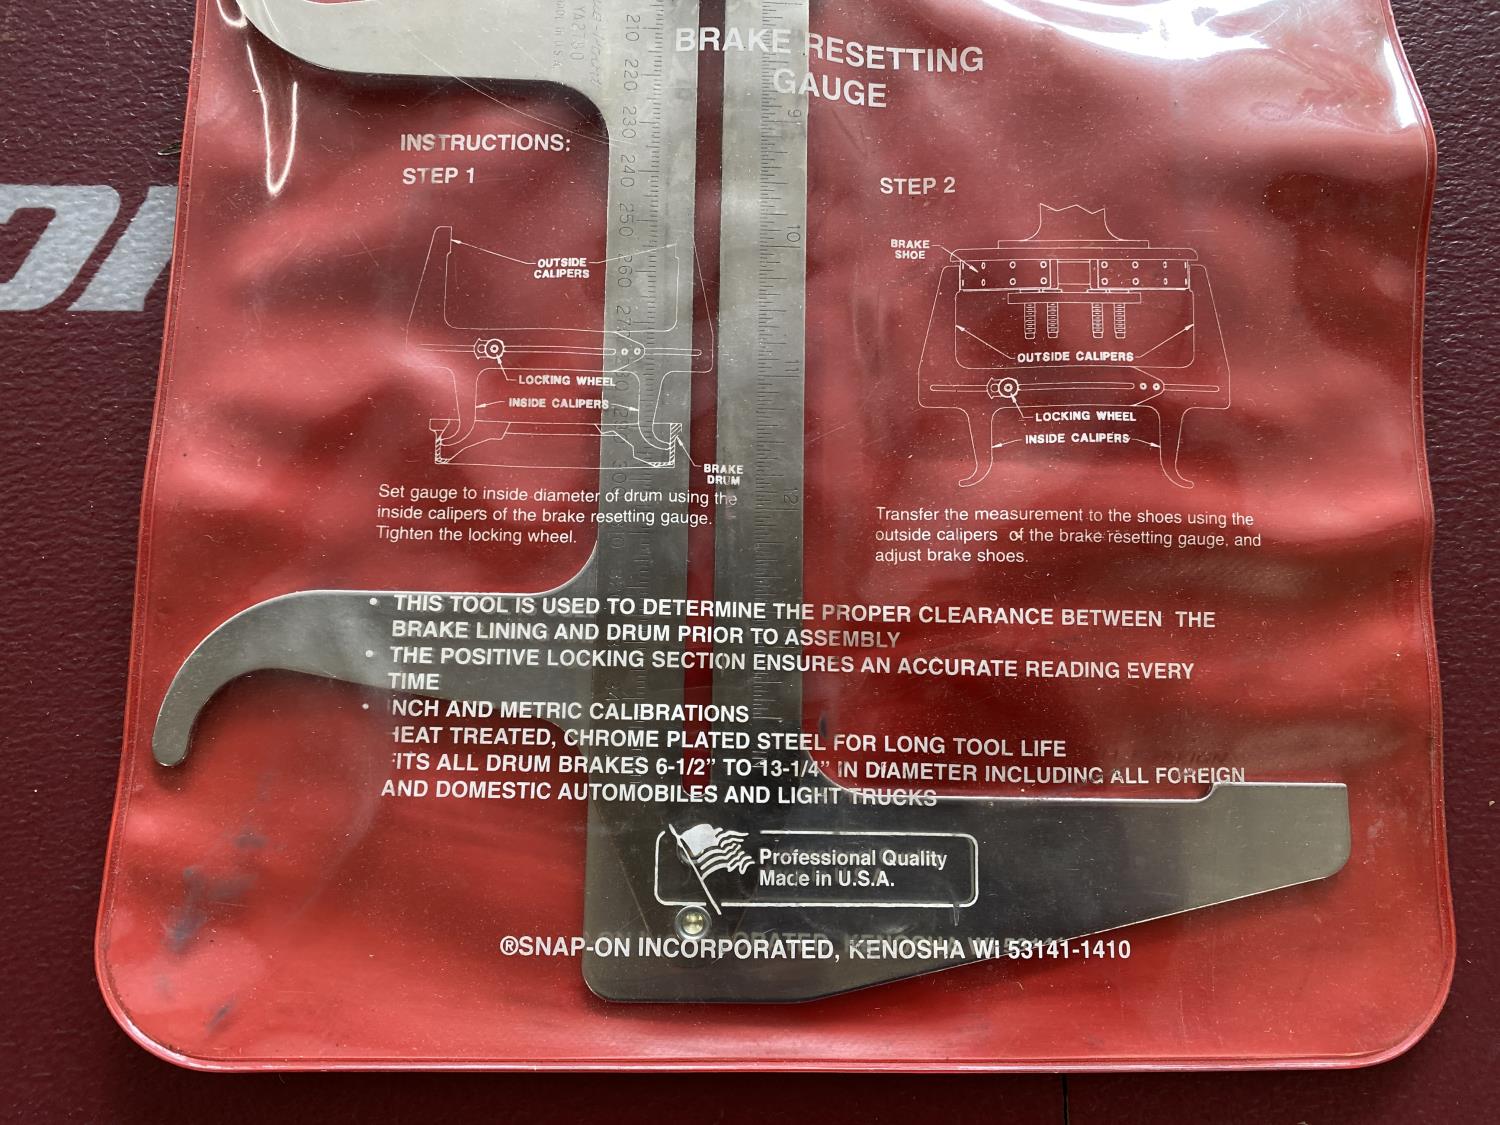 BRAKE RESETTING
GAUGE
INSTRUCTIONS:
STEP 1
OUTSIDE
CALIPERS
LOCKING WHEEL
INSIDE CALIPERS
BRAKE
DRUM
Set gauge to inside diameter of drum using the
inside calipers of the brake resetting gauge.
Tighten the locking wheel.
STEP 2
BRAKE
SHOE
OUTSIDE CALIPERS
LOCKING WHEEL
INSIDE CALIPERS
Transfer the measurement to the shoes using the
outside calipers of the brake resetting gauge, and
adjust brake shoes.
• THIS TOOL IS USED TO DETERMINE THE PROPER CLEARANCE BETWEEN THE
BRAKE LINING AND DRUM PRIOR TO ASSEMBLY
• THE POSITIVE LOCKING SECTION ENSURES AN ACCURATE READING EVERY
TIME
• INCH AND METRIC CALIBRATIONS
HEAT TREATED, CHROME PLATED STEEL FOR LONG TOOL LIFE
FITS ALL DRUM BRAKES 6-1/2" TO 13-1/4" IN DIAMETER INCLUDING ALL FOREIGN
AND DOMESTIC AUTOMOBILES AND LIGHT TRUCKS
Professional Quality
Made in U.S.A.
®SNAP-ON INCORPORATED, KENOSHA Wi 53141-1410
210
220
230
240
250
260
9
10
11
12